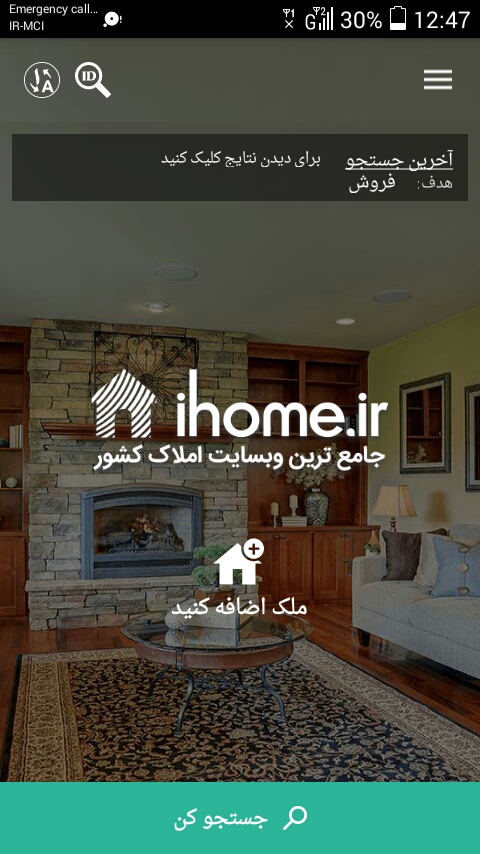 Emergency call...
IR-MCI
1 2 G 30% 12:47
ID
A
آخرین جستجو برای دیدن نتایج کلیک کنید
هدف: فروش
ihome.ir
جامع ترین وبسایت املاک کشور
ملک اضافه کنید
جستجو کن